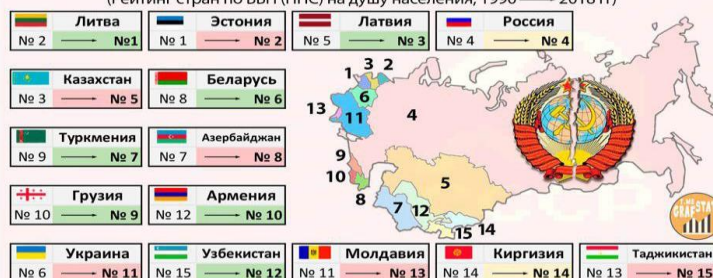 (Рейтинг стран по ВВП (ППС) на душу населения, 1990 → 2018 гг)
Литва
№ 2 → №1
Эстония
№ 1 → № 2
Латвия
№ 5 → № 3
Россия
№ 4 → № 4
Казахстан
№ 3 → № 5
Беларусь
№ 8 → № 6
Туркмения
№ 9 → № 7
Азербайджан
№ 7 → № 8
Грузия
№ 10 → № 9
Армения
№ 12 → № 10
Украина
№ 6 → № 11
Узбекистан
№ 15 → № 12
Молдавия
№ 11 → № 13
Киргизия
№ 14 → № 14
Таджикистан
№ 13 → № 15
1 3 2
6
13 11 4
9
10
8
5
7 12
15 14
T.ME
GRAFSTAT